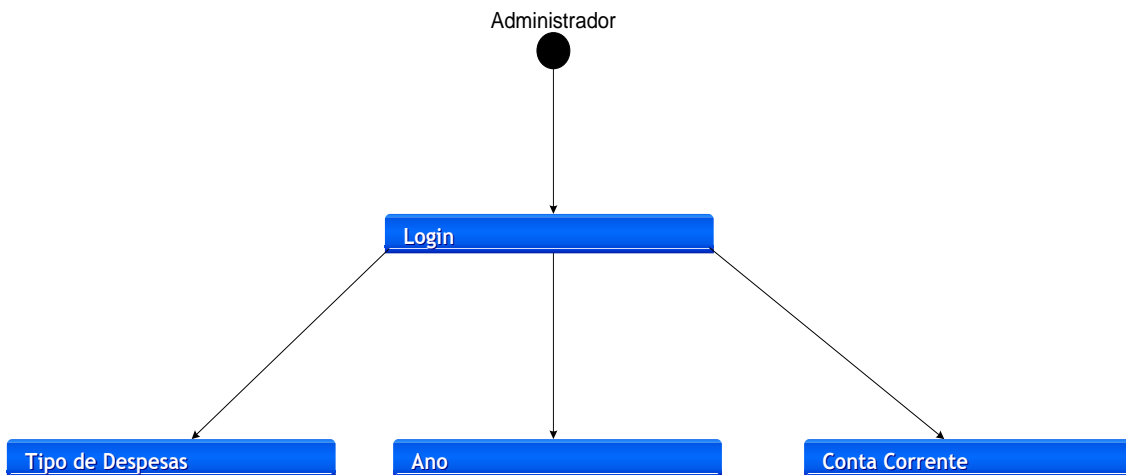 Administrador
Login
Tipo de Despesas
Ano
Conta Corrente